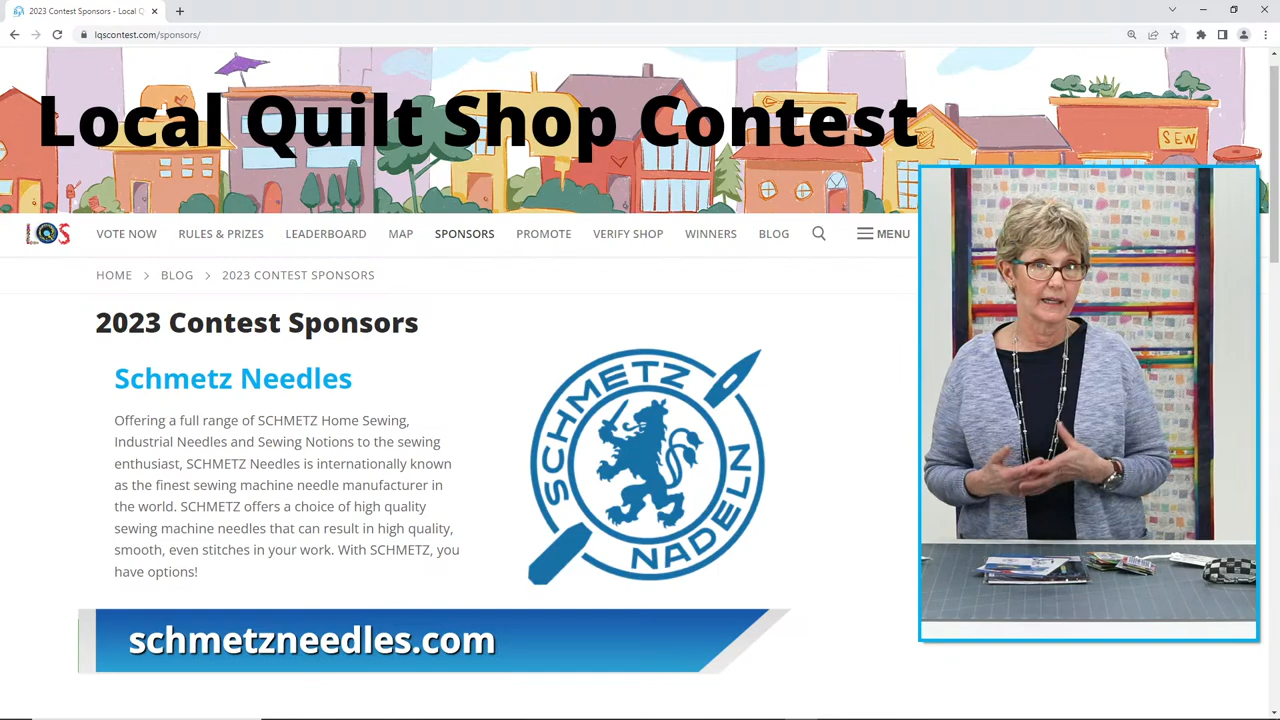 2023 Contest Sponsors - Local Q
lqscontest.com/sponsors/
Local Quilt Shop Contest
SEW
LQS
VOTE NOW RULES & PRIZES LEADERBOARD MAP SPONSORS PROMOTE VERIFY SHOP WINNERS BLOG MENU
HOME > BLOG > 2023 CONTEST SPONSORS
2023 Contest Sponsors
Schmetz Needles
Offering a full range of SCHMETZ Home Sewing,
Industrial Needles and Sewing Notions to the sewing
enthusiast, SCHMETZ Needles is internationally known
as the finest sewing machine needle manufacturer in
the world. SCHMETZ offers a choice of high quality
sewing machine needles that can result in high quality,
smooth, even stitches in your work. With SCHMETZ, you
have options!
SCHMETZ
SCHMETZ
NADELN
schmetzneedles.com